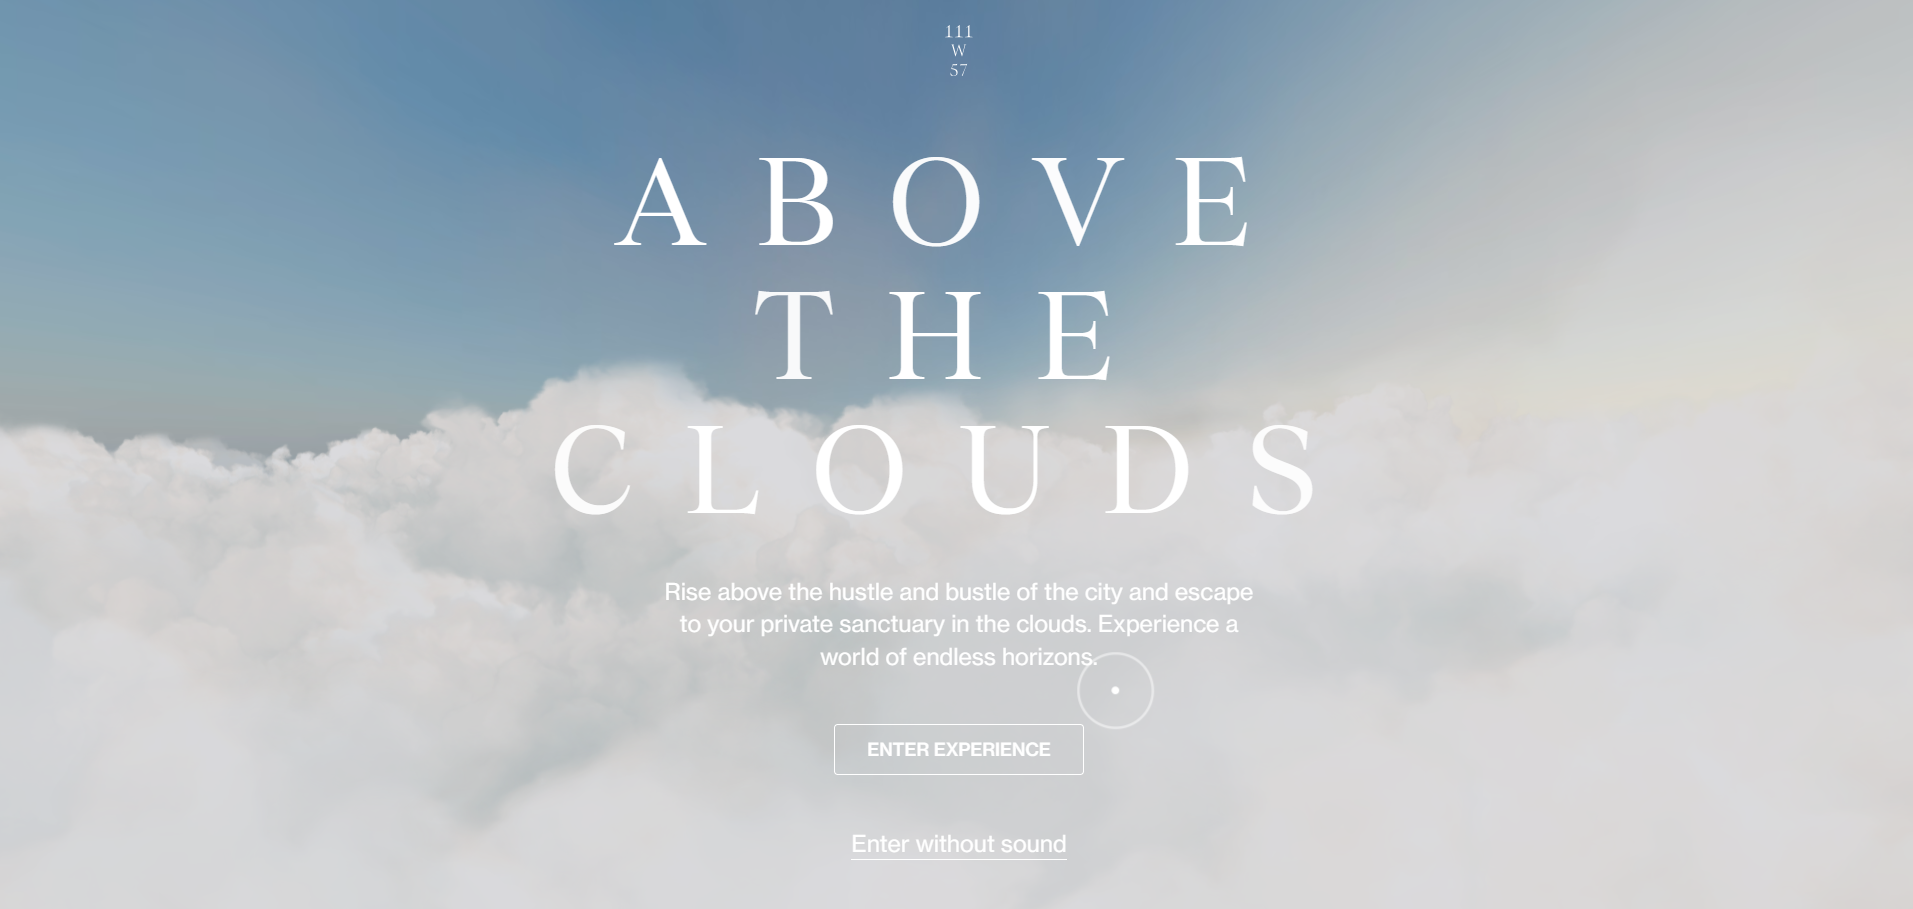 111
W
57
ABOVE
THE
CLOUDS
Rise above the hustle and bustle of the city and escape
to your private sanctuary in the clouds. Experience a
world of endless horizons.
ENTER EXPERIENCE
Enter without sound